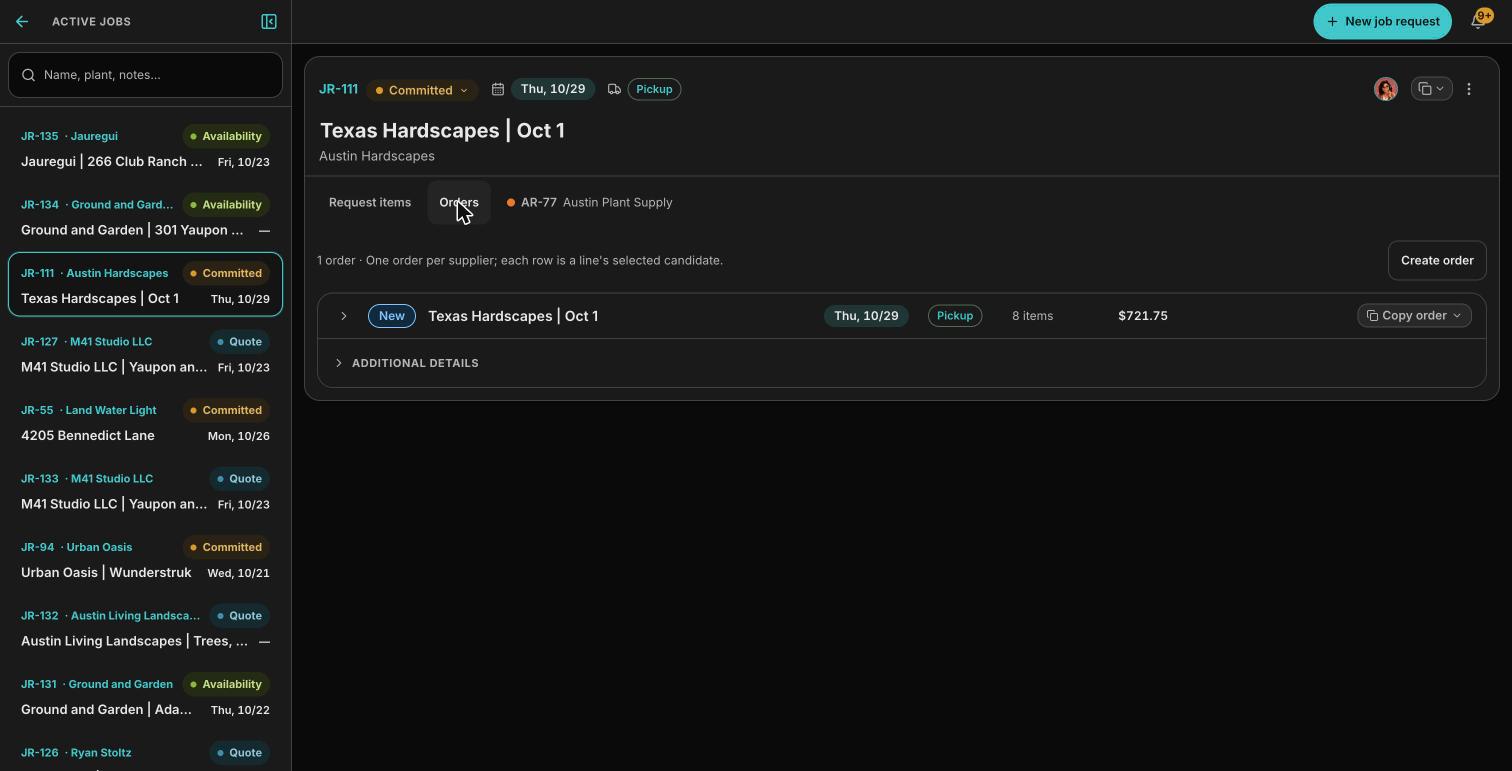 ACTIVE JOBS
+ New job request
9+
Name, plant, notes...
JR-135 · Jauregui Availability
Jauregui | 266 Club Ranch ... Fri, 10/23
JR-134 · Ground and Gard... Availability
Ground and Garden | 301 Yaupon ... —
JR-111 · Austin Hardscapes Committed
Texas Hardscapes | Oct 1 Thu, 10/29
JR-127 · M41 Studio LLC Quote
M41 Studio LLC | Yaupon an... Fri, 10/23
JR-55 · Land Water Light Committed
4205 Bennedict Lane Mon, 10/26
JR-133 · M41 Studio LLC Quote
M41 Studio LLC | Yaupon an... Fri, 10/23
JR-94 · Urban Oasis Committed
Urban Oasis | Wunderstruk Wed, 10/21
JR-132 · Austin Living Landsca... Quote
Austin Living Landscapes | Trees, ... —
JR-131 · Ground and Garden Availability
Ground and Garden | Ada... Thu, 10/22
JR-126 · Ryan Stoltz Quote
JR-111 Committed Thu, 10/29 Pickup
Texas Hardscapes | Oct 1
Austin Hardscapes
Request items Orders AR-77 Austin Plant Supply
1 order · One order per supplier; each row is a line's selected candidate. Create order
New Texas Hardscapes | Oct 1 Thu, 10/29 Pickup 8 items $721.75 Copy order
ADDITIONAL DETAILS